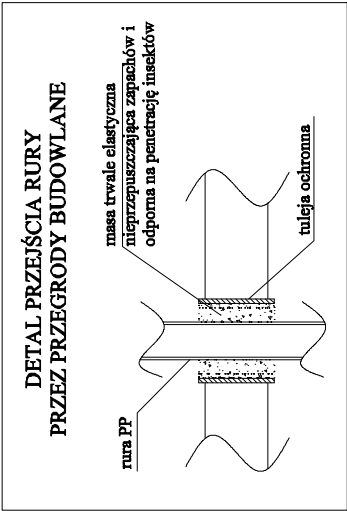 DETAL PRZEJŚCIA RURY
PRZEZ PRZEGRODY BUDOWLANE
rura PP
masa trwale elastyczna
nieprzepuszczająca zapachów i
odporna na penetrację insektów
tuleja ochronna